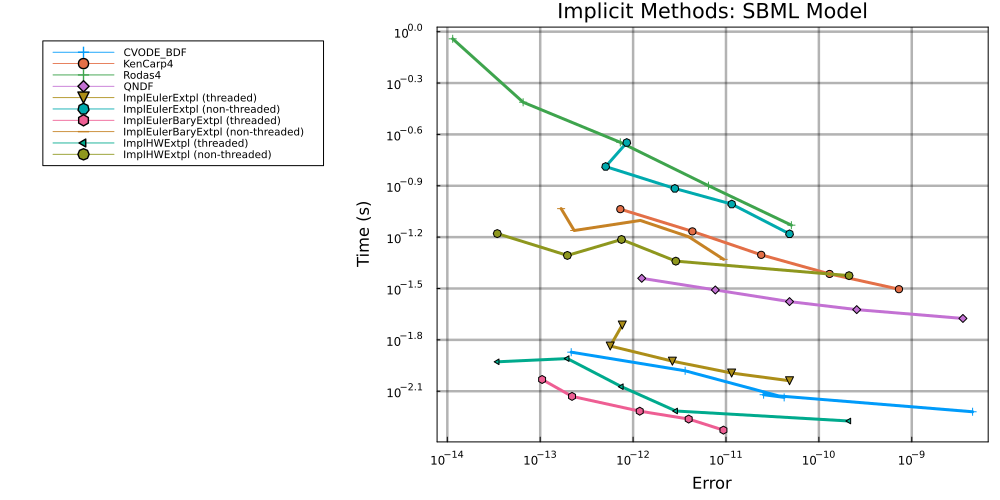 Implicit Methods: SBML Model
CVODE_BDF
KenCarp4
Rodas4
QNDF
ImplEulerExtpl (threaded)
ImplEulerExtpl (non-threaded)
ImplEulerBaryExtpl (threaded)
ImplEulerBaryExtpl (non-threaded)
ImplHWExtpl (threaded)
ImplHWExtpl (non-threaded)
Time (s)
10^0.0
10^-0.3
10^-0.6
10^-0.9
10^-1.2
10^-1.5
10^-1.8
10^-2.1
10^-14 10^-13 10^-12 10^-11 10^-10 10^-9
Error